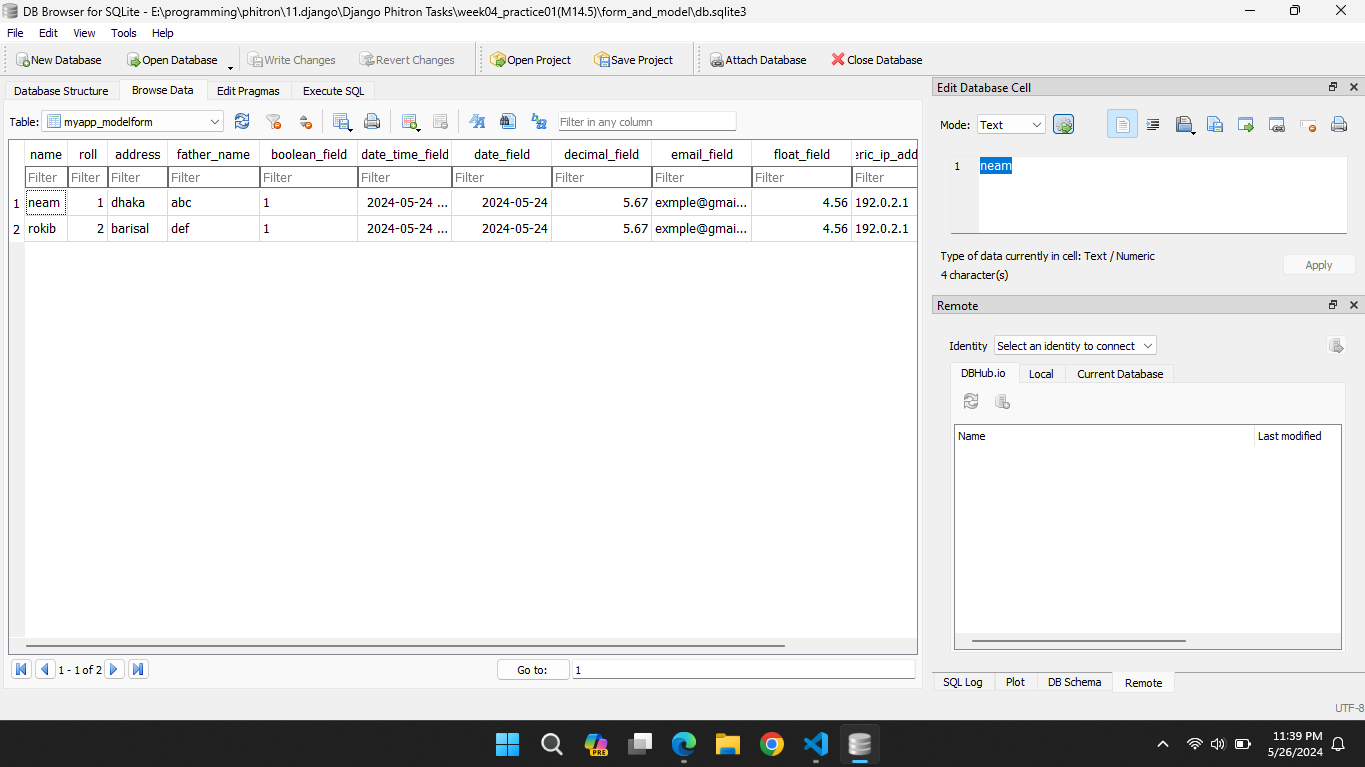 DB Browser for SQLite - E:\programming\phitron\11.django\Django Phitron Tasks\week04_practice01(M14.5)\form_and_model\db.sqlite3
File Edit View Tools Help
New Database Open Database Write Changes Revert Changes Open Project Save Project Attach Database Close Database
Database Structure Browse Data Edit Pragmas Execute SQL
Table: myapp_modelform Filter in any column
name roll address father_name boolean_field date_time_field date_field decimal_field email_field float_field eric_ip_add
Filter Filter Filter Filter Filter Filter Filter Filter Filter Filter Filter
1 neam 1 dhaka abc 1 2024-05-24 ... 2024-05-24 5.67 exmple@gmai... 4.56 192.0.2.1
2 rokib 2 barisal def 1 2024-05-24 ... 2024-05-24 5.67 exmple@gmai... 4.56 192.0.2.1
1 - 1 of 2 Go to: 1
Edit Database Cell
Mode: Text
1 neam
Type of data currently in cell: Text / Numeric
4 character(s)
Apply
Remote
Identity Select an identity to connect
DBHub.io Local Current Database
Name Last modified
SQL Log Plot DB Schema Remote
UTF-8
PRE
11:39 PM
5/26/2024